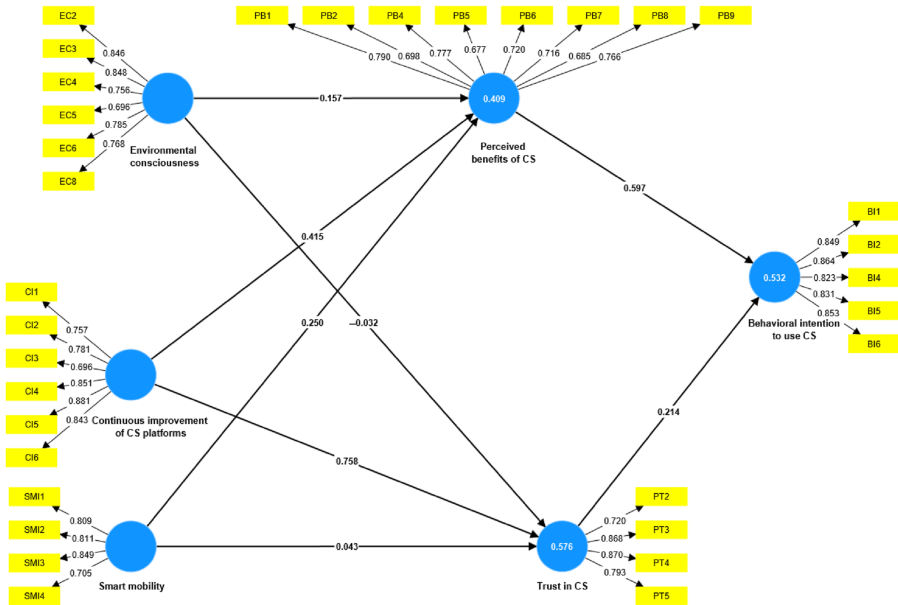 EC2
PB1
PB2
PB4
PB5
PB6
PB7
PB8
PB9
EC3
EC4
EC5
EC6
EC8
0.846
0.848
0.756
0.696
0.785
0.768
0.790
0.698
0.777
0.677
0.720
0.716
0.685
0.766
0.157
0.409
Environmental
consciousness
Perceived
benefits of CS
0.597
0.415
0.250
–0.032
BI1
BI2
BI4
BI5
BI6
0.849
0.864
0.823
0.831
0.853
0.532
Behavioral intention
to use CS
CI1
CI2
CI3
CI4
CI5
CI6
0.757
0.781
0.696
0.851
0.881
0.843
Continuous improvement
of CS platforms
0.758
0.214
SMI1
SMI2
SMI3
SMI4
0.809
0.811
0.849
0.705
Smart mobility
0.043
0.576
Trust in CS
PT2
PT3
PT4
PT5
0.720
0.868
0.870
0.793